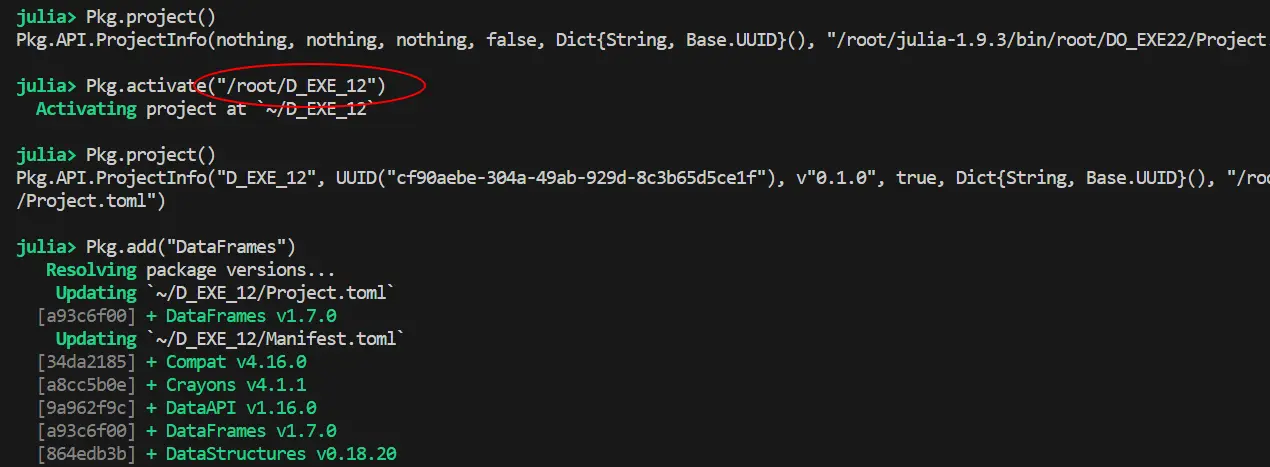 julia> Pkg.project()
Pkg.API.ProjectInfo(nothing, nothing, nothing, false, Dict{String, Base.UUID}(), "/root/julia-1.9.3/bin/root/DO_EXE22/Project.
julia> Pkg.activate("/root/D_EXE_12")
  Activating project at `~/D_EXE_12`
julia> Pkg.project()
Pkg.API.ProjectInfo("D_EXE_12", UUID("cf90aebe-304a-49ab-929d-8c3b65d5ce1f"), v"0.1.0", true, Dict{String, Base.UUID}(), "/roo
/Project.toml")
julia> Pkg.add("DataFrames")
   Resolving package versions...
    Updating `~/D_EXE_12/Project.toml`
  [a93c6f00] + DataFrames v1.7.0
    Updating `~/D_EXE_12/Manifest.toml`
  [34da2185] + Compat v4.16.0
  [a8cc5b0e] + Crayons v4.1.1
  [9a962f9c] + DataAPI v1.16.0
  [a93c6f00] + DataFrames v1.7.0
  [864edb3b] + DataStructures v0.18.20